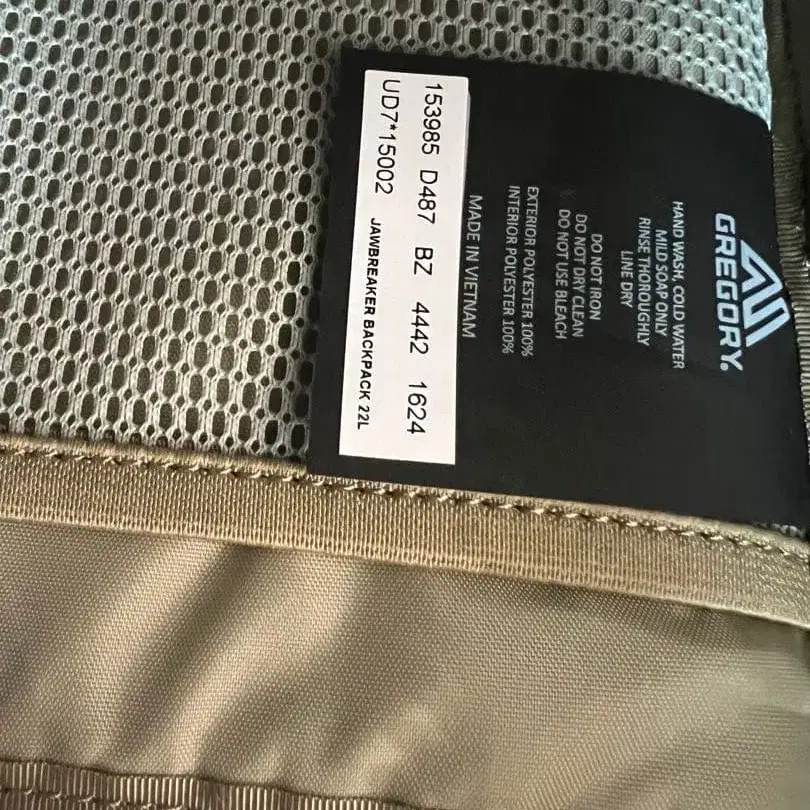 GREGORY.
HAND WASH, COLD WATER
MILD SOAP ONLY
RINSE THOROUGHLY
LINE DRY
DO NOT IRON
DO NOT DRY CLEAN
DO NOT USE BLEACH
EXTERIOR POLYESTER 100%
INTERIOR POLYESTER 100%
MADE IN VIETNAM
153985 D487 BZ 4442 1624
UD7*15002 JAWBREAKER BACKPACK 22L